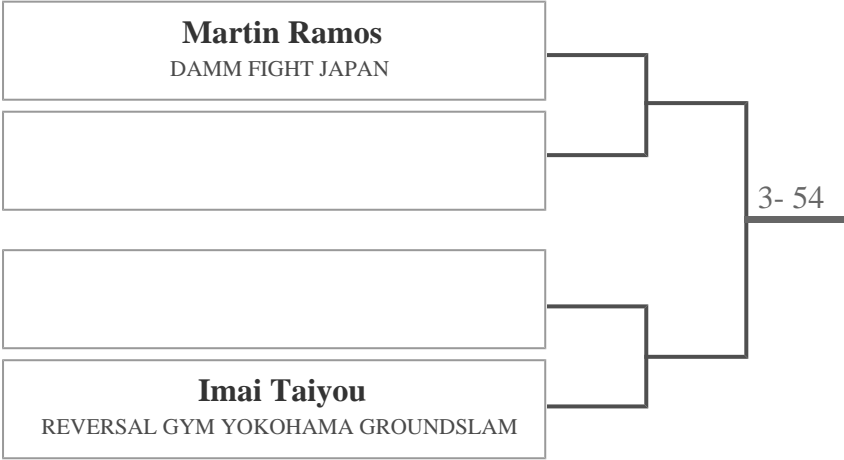 Martin Ramos
DAMM FIGHT JAPAN
3- 54
Imai Taiyou
REVERSAL GYM YOKOHAMA GROUNDSLAM